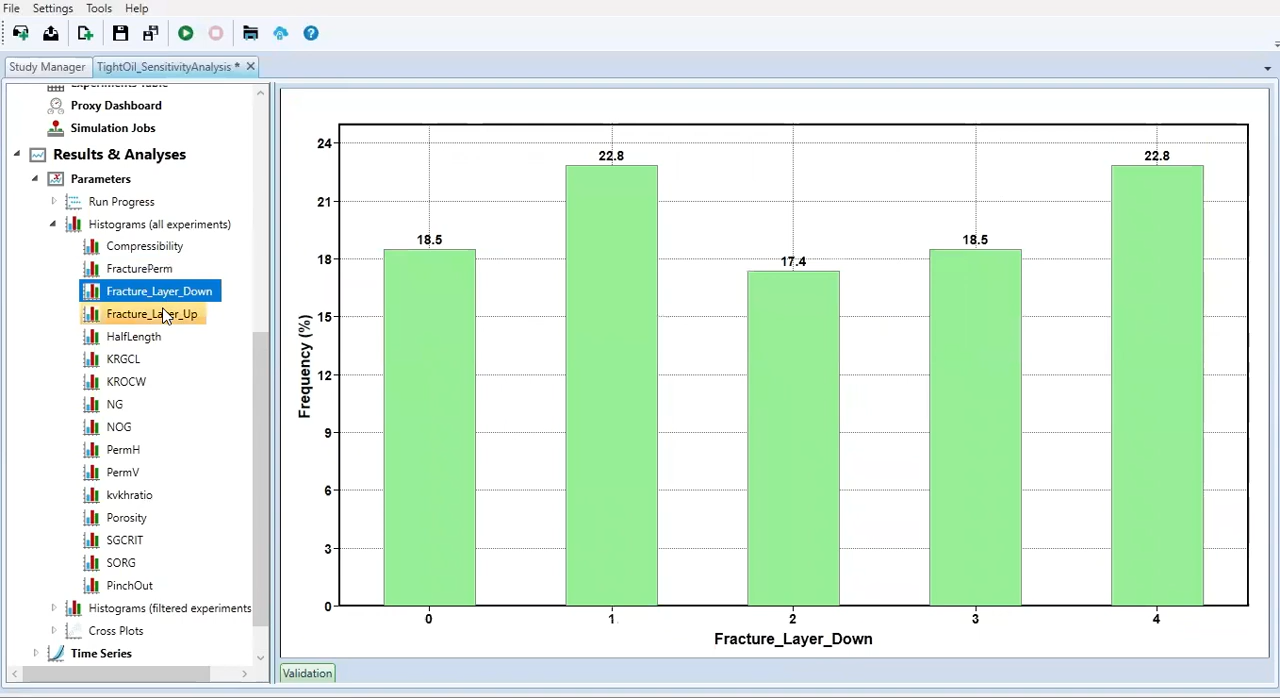 File Settings Tools Help
Study Manager TightOil_SensitivityAnalysis *
Experiments Table
Proxy Dashboard
Simulation Jobs
Results & Analyses
Parameters
Run Progress
Histograms (all experiments)
Compressibility
FracturePerm
Fracture_Layer_Down
Fracture_Layer_Up
HalfLength
KRGCL
KROCW
NG
NOG
PermH
PermV
kvkhratio
Porosity
SGCRIT
SORG
PinchOut
Histograms (filtered experiments
Cross Plots
Time Series
Frequency (%)
24
21
18
15
12
9
6
3
0
18.5
22.8
17.4
18.5
22.8
0 1 2 3 4
Fracture_Layer_Down
Validation